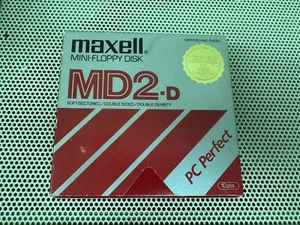 maxell
MINI-FLOPPY DISK
MD2-D
SOFT-SECTORED/DOUBLE SIDED/DOUBLE DENSITY
PC Perfect
10pcs.